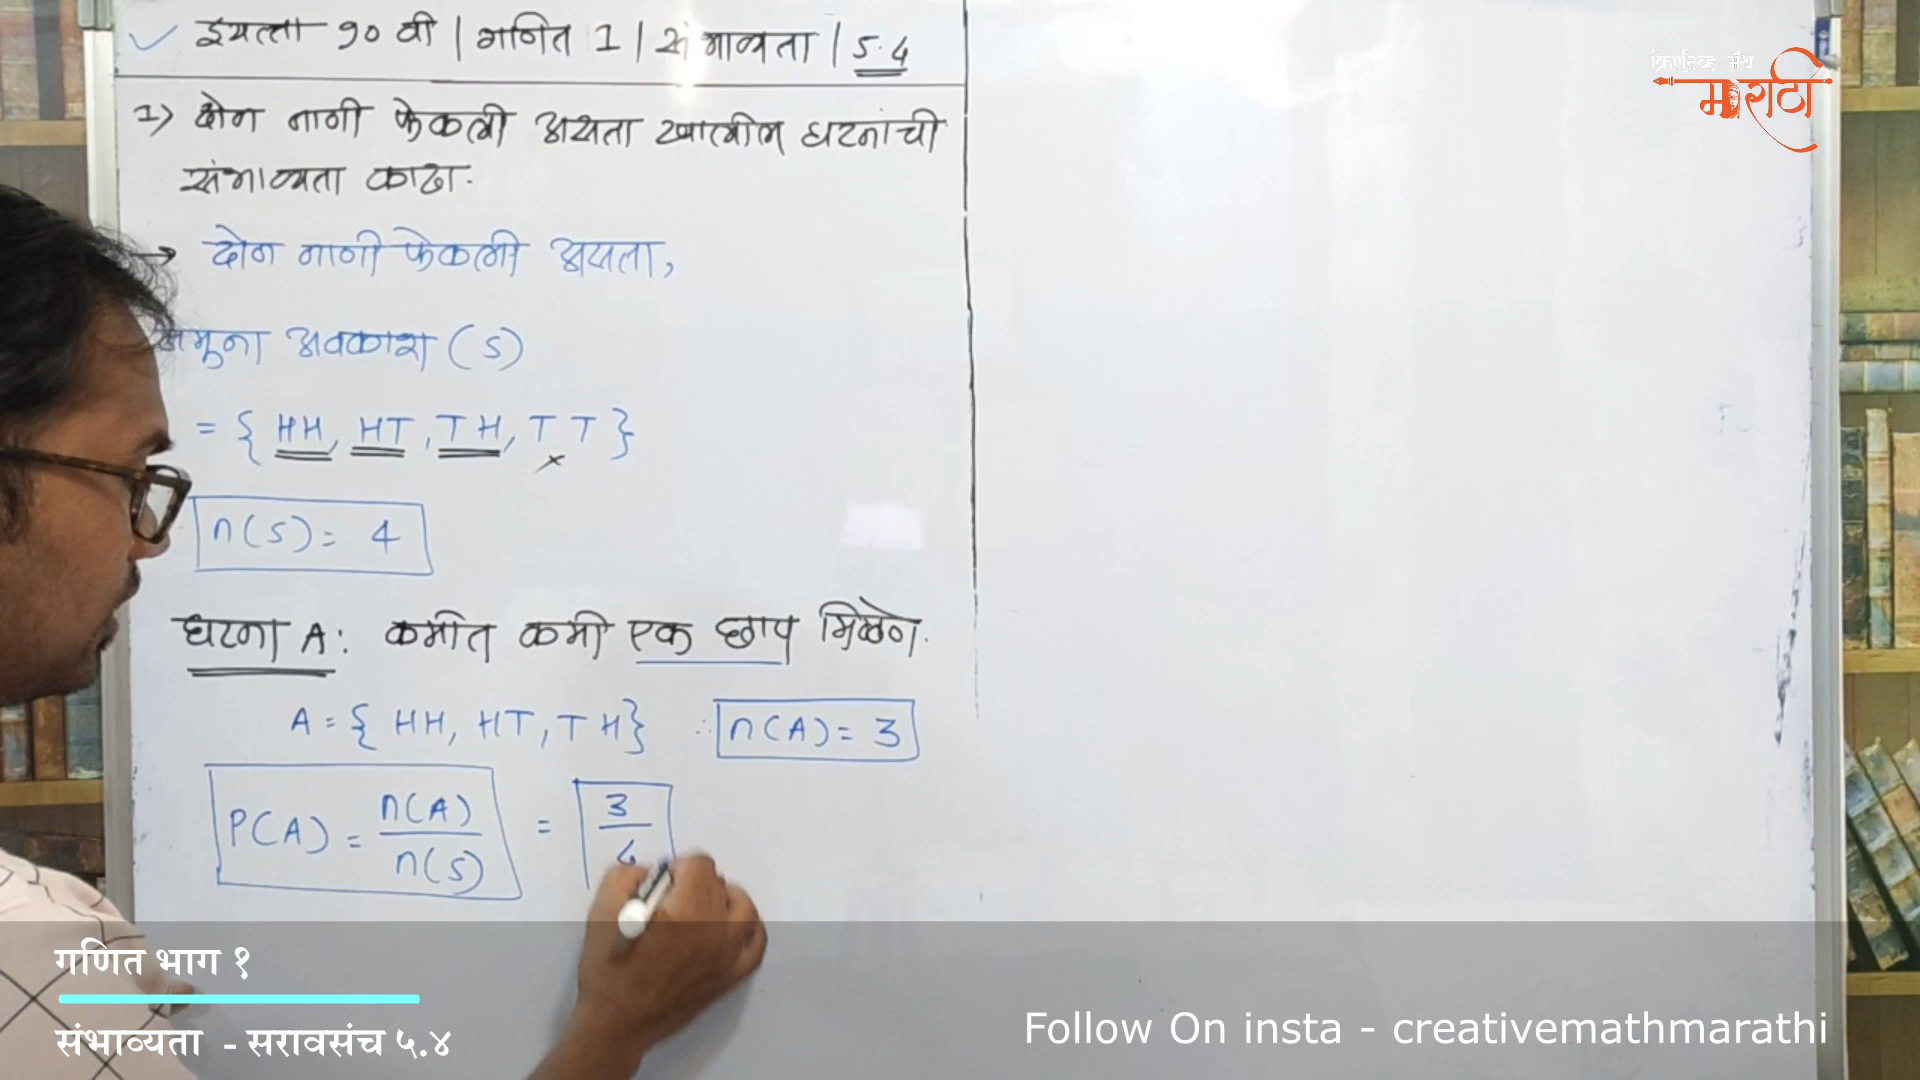 इयत्ता १० वी | गणित 1 | संभाव्यता | 5.4
1) दोन नाणी फेकली असता खालील घटनांची
संभाव्यता काढा.
→ दोन नाणी फेकली असता,
नमुना अवकाश (S)
= { HH, HT, TH, TT }
n(S) = 4
घटना A: कमीत कमी एक छाप मिळणे.
A = { HH, HT, TH } ∴ n(A) = 3
P(A) = n(A) / n(S) = 3 / 4
क्रिएटिव्ह मॅथ
मराठी
गणित भाग १
संभाव्यता - सरावसंच ५.४
Follow On insta - creativemathmarathi